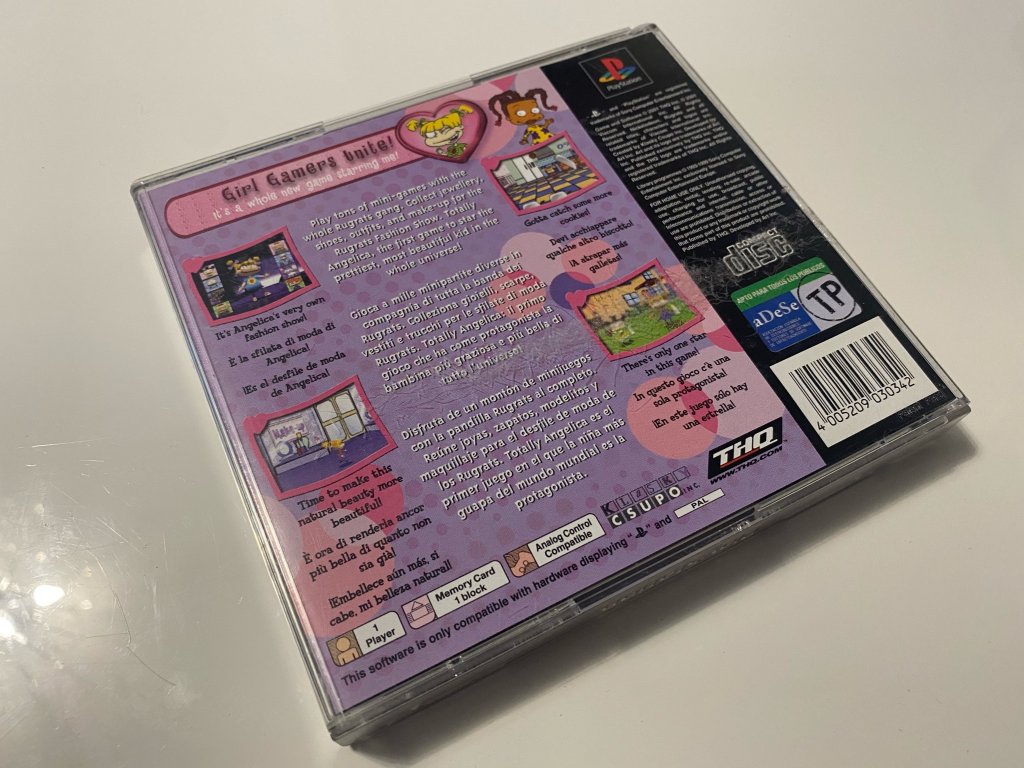 Girl Gamers Unite!
It's a whole new game starring me!
Play tons of mini-games with the
whole Rugrats gang. Collect jewellery,
shoes, outfits, and make-up for the
Rugrats Fashion Show. Totally
Angelica, the first game to star the
prettiest, most beautiful kid in the
whole universe!
Gioca a mille minipartite diverse in
compagnia di tutta la banda dei
Rugrats. Colleziona gioielli, scarpe,
vestiti e trucchi per le sfilate di moda
Rugrats. Totally Angelica, il primo
gioco che ha come protagonista la
bambina più graziosa e più bella di
tutto l'universo!
Disfruta de un montón de minijuegos
con la pandilla Rugrats al completo.
Reúne joyas, zapatos, modelitos y
maquillaje para el desfile de moda de
los Rugrats. Totally Angelica es el
primer juego en el que la niña más
guapa del mundo mundial es la
protagonista.
It's Angelica's very own
fashion show!
È la sfilata di moda di
Angelica!
¡Es el desfile de moda
de Angelica!
Make-up
Time to make this
natural beauty more
beautiful!
È ora di renderla ancor
più bella di quanto non
sia già!
¡Embellece aún más, si
cabe, mi belleza natural!
Gotta catch some more
cookies!
Devi acchiappare
qualche altro biscotto!
¡A atrapar más
galletas!
There's only one star
in this game!
In questo gioco c'è una
sola protagonista!
¡En este juego sólo hay
una estrella!
KLASKY
CSUPO INC.
THQ
WWW.THQ.COM
1
Player
Memory Card
1 block
Analog Control
Compatible
This software is only compatible with hardware displaying " " and PAL
PlayStation
COMPACT
disc
APTO PARA TODOS LOS PÚBLICOS
aDeSe
TP
4 005209 030342